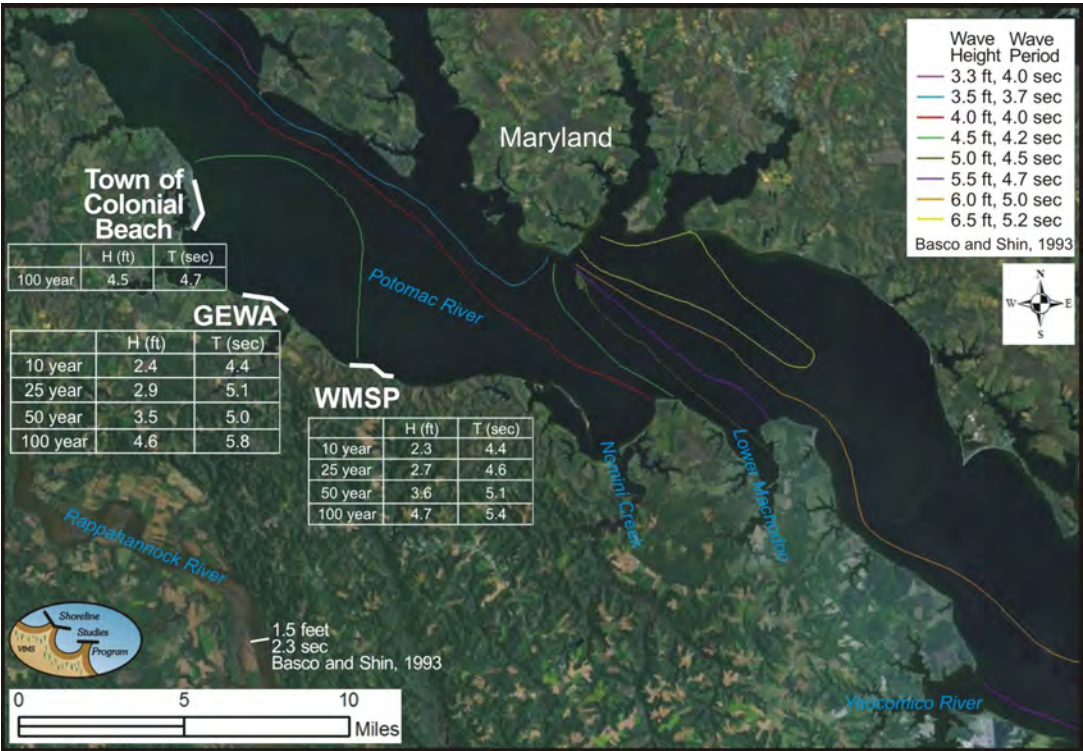 Wave Wave
Height Period
3.3 ft, 4.0 sec
3.5 ft, 3.7 sec
4.0 ft, 4.0 sec
4.5 ft, 4.2 sec
5.0 ft, 4.5 sec
5.5 ft, 4.7 sec
6.0 ft, 5.0 sec
6.5 ft, 5.2 sec
Basco and Shin, 1993
N
W E
S
Maryland
Town of
Colonial
Beach
H (ft) T (sec)
100 year 4.5 4.7
Potomac River
GEWA
H (ft) T (sec)
10 year 2.4 4.4
25 year 2.9 5.1
50 year 3.5 5.0
100 year 4.6 5.8
WMSP
H (ft) T (sec)
10 year 2.3 4.4
25 year 2.7 4.6
50 year 3.6 5.1
100 year 4.7 5.4
Nomini Creek
Lower Machodoc
Rappahannock River
1.5 feet
2.3 sec
Basco and Shin, 1993
Shoreline
Studies
Program
VIMS
Yeocomico River
0 5 10
Miles